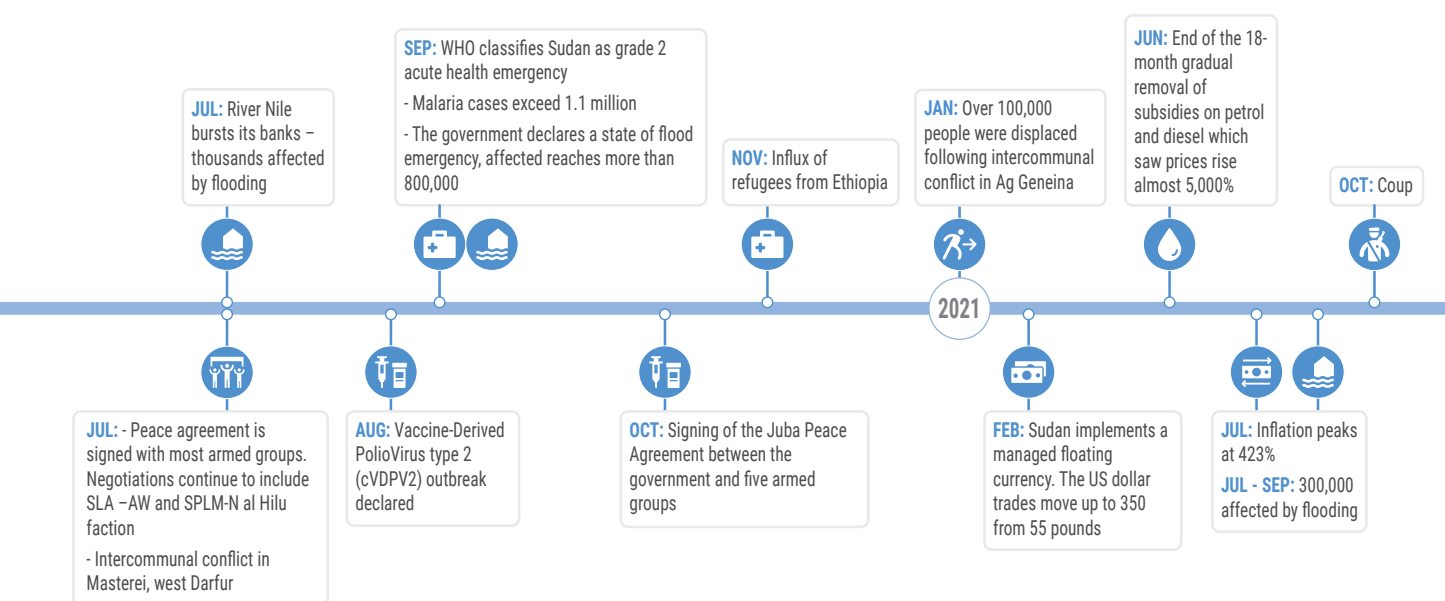 JUL: River Nile
bursts its banks –
thousands affected
by flooding
SEP: WHO classifies Sudan as grade 2
acute health emergency
- Malaria cases exceed 1.1 million
- The government declares a state of flood
emergency, affected reaches more than
800,000
NOV: Influx of
refugees from Ethiopia
JAN: Over 100,000
people were displaced
following intercommunal
conflict in Ag Geneina
JUN: End of the 18-
month gradual
removal of
subsidies on petrol
and diesel which
saw prices rise
almost 5,000%
OCT: Coup
2021
JUL: - Peace agreement is
signed with most armed groups.
Negotiations continue to include
SLA –AW and SPLM-N al Hilu
faction
- Intercommunal conflict in
Masterei, west Darfur
AUG: Vaccine-Derived
PolioVirus type 2
(cVDPV2) outbreak
declared
OCT: Signing of the Juba Peace
Agreement between the
government and five armed
groups
FEB: Sudan implements a
managed floating
currency. The US dollar
trades move up to 350
from 55 pounds
JUL: Inflation peaks
at 423%
JUL - SEP: 300,000
affected by flooding